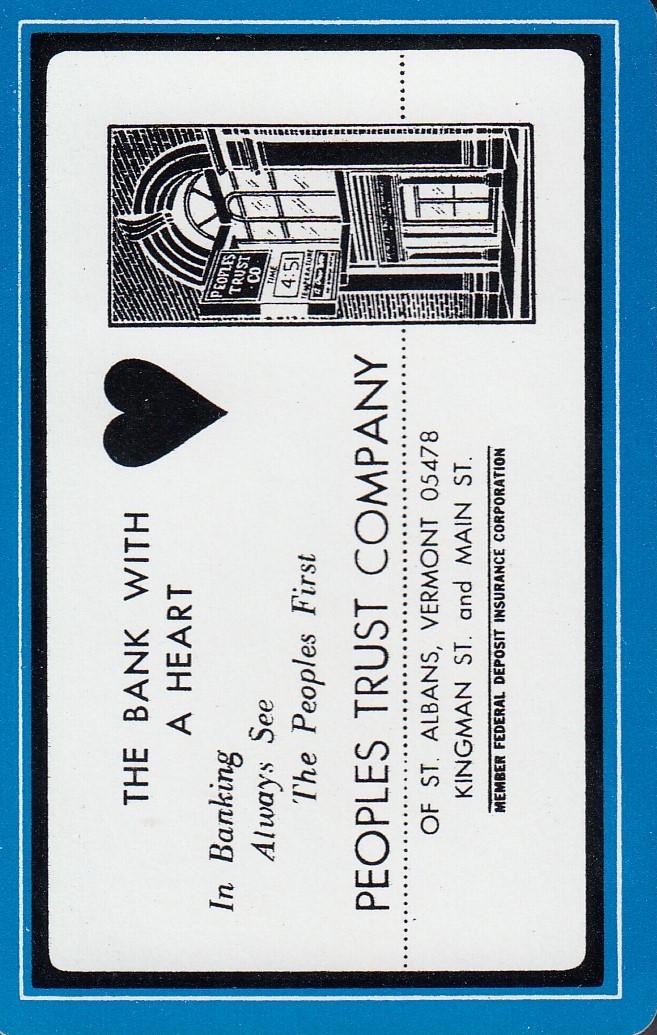 THE BANK WITH
A HEART
In Banking
Always See
The Peoples First
PEOPLES TRUST COMPANY
OF ST. ALBANS, VERMONT 05478
KINGMAN ST. and MAIN ST.
MEMBER FEDERAL DEPOSIT INSURANCE CORPORATION
PEOPLES
TRUST
CO
TIME
4:51